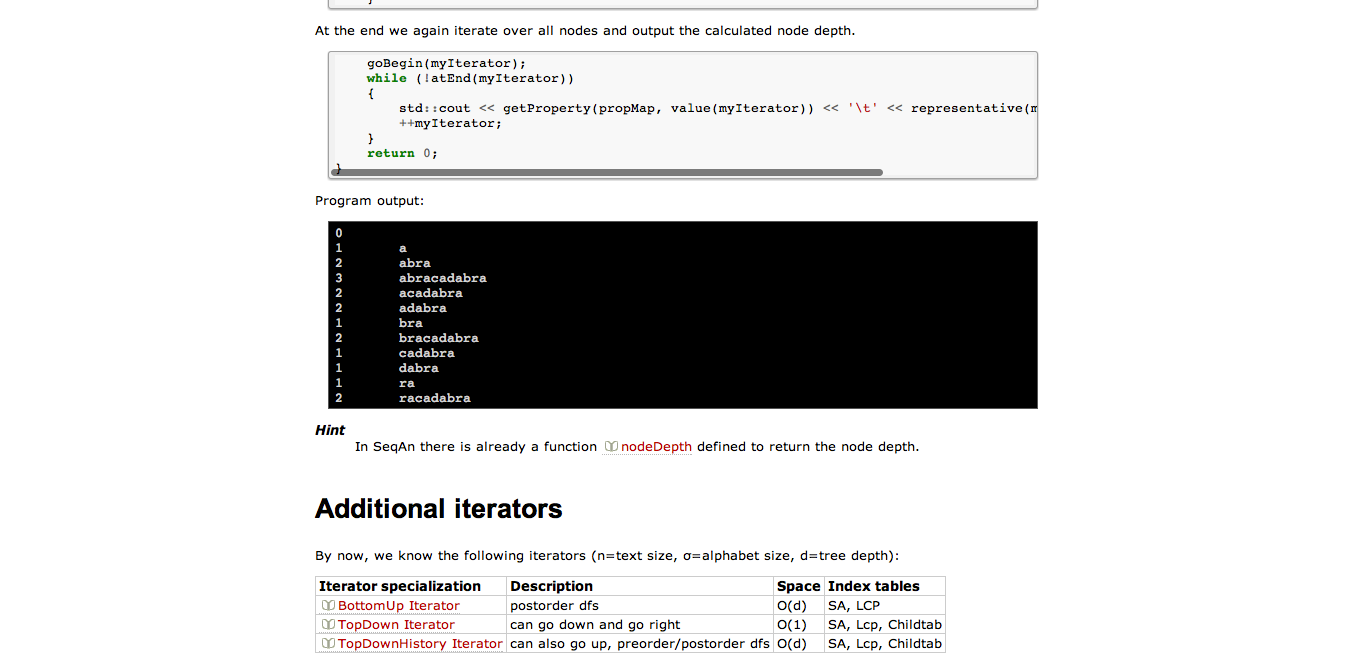 }
At the end we again iterate over all nodes and output the calculated node depth.
goBegin(myIterator);
while (!atEnd(myIterator))
{
std::cout << getProperty(propMap, value(myIterator)) << '\t' << representative(m
++myIterator;
}
return 0;
}
Program output:
0
1 a
2 abra
3 abracadabra
2 acadabra
2 adabra
1 bra
2 bracadabra
1 cadabra
1 dabra
1 ra
2 racadabra
Hint
In SeqAn there is already a function nodeDepth defined to return the node depth.
Additional iterators
By now, we know the following iterators (n=text size, σ=alphabet size, d=tree depth):
Iterator specialization Description Space Index tables
BottomUp Iterator postorder dfs O(d) SA, LCP
TopDown Iterator can go down and go right O(1) SA, Lcp, Childtab
TopDownHistory Iterator can also go up, preorder/postorder dfs O(d) SA, Lcp, Childtab